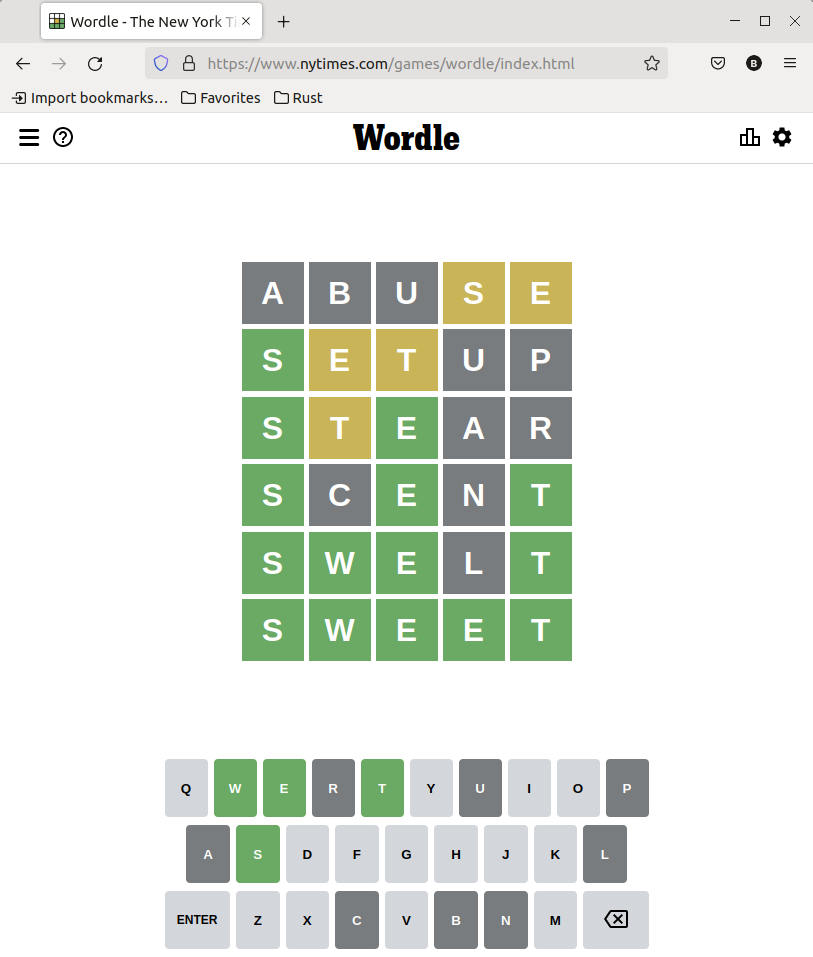 Wordle - The New York Ti
https://www.nytimes.com/games/wordle/index.html
B
Import bookmarks… Favorites Rust
Wordle
A B U S E
S E T U P
S T E A R
S C E N T
S W E L T
S W E E T
Q W E R T Y U I O P
A S D F G H J K L
ENTER Z X C V B N M